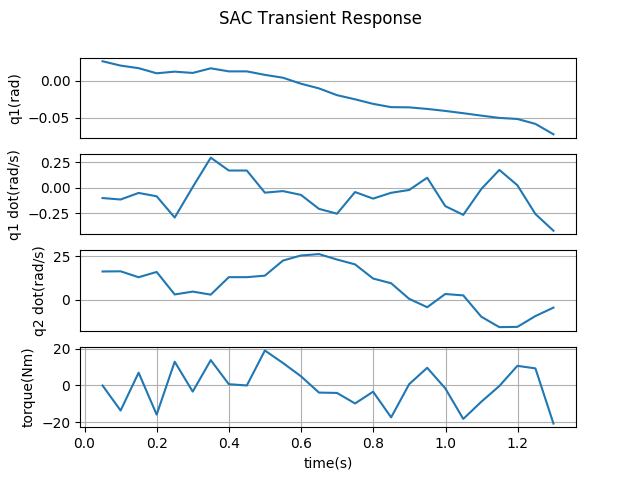 SAC Transient Response
q1(rad)
0.00
−0.05
q1 dot(rad/s)
0.25
0.00
−0.25
q2 dot(rad/s)
25
0
torque(Nm)
20
0
−20
0.0 0.2 0.4 0.6 0.8 1.0 1.2
time(s)